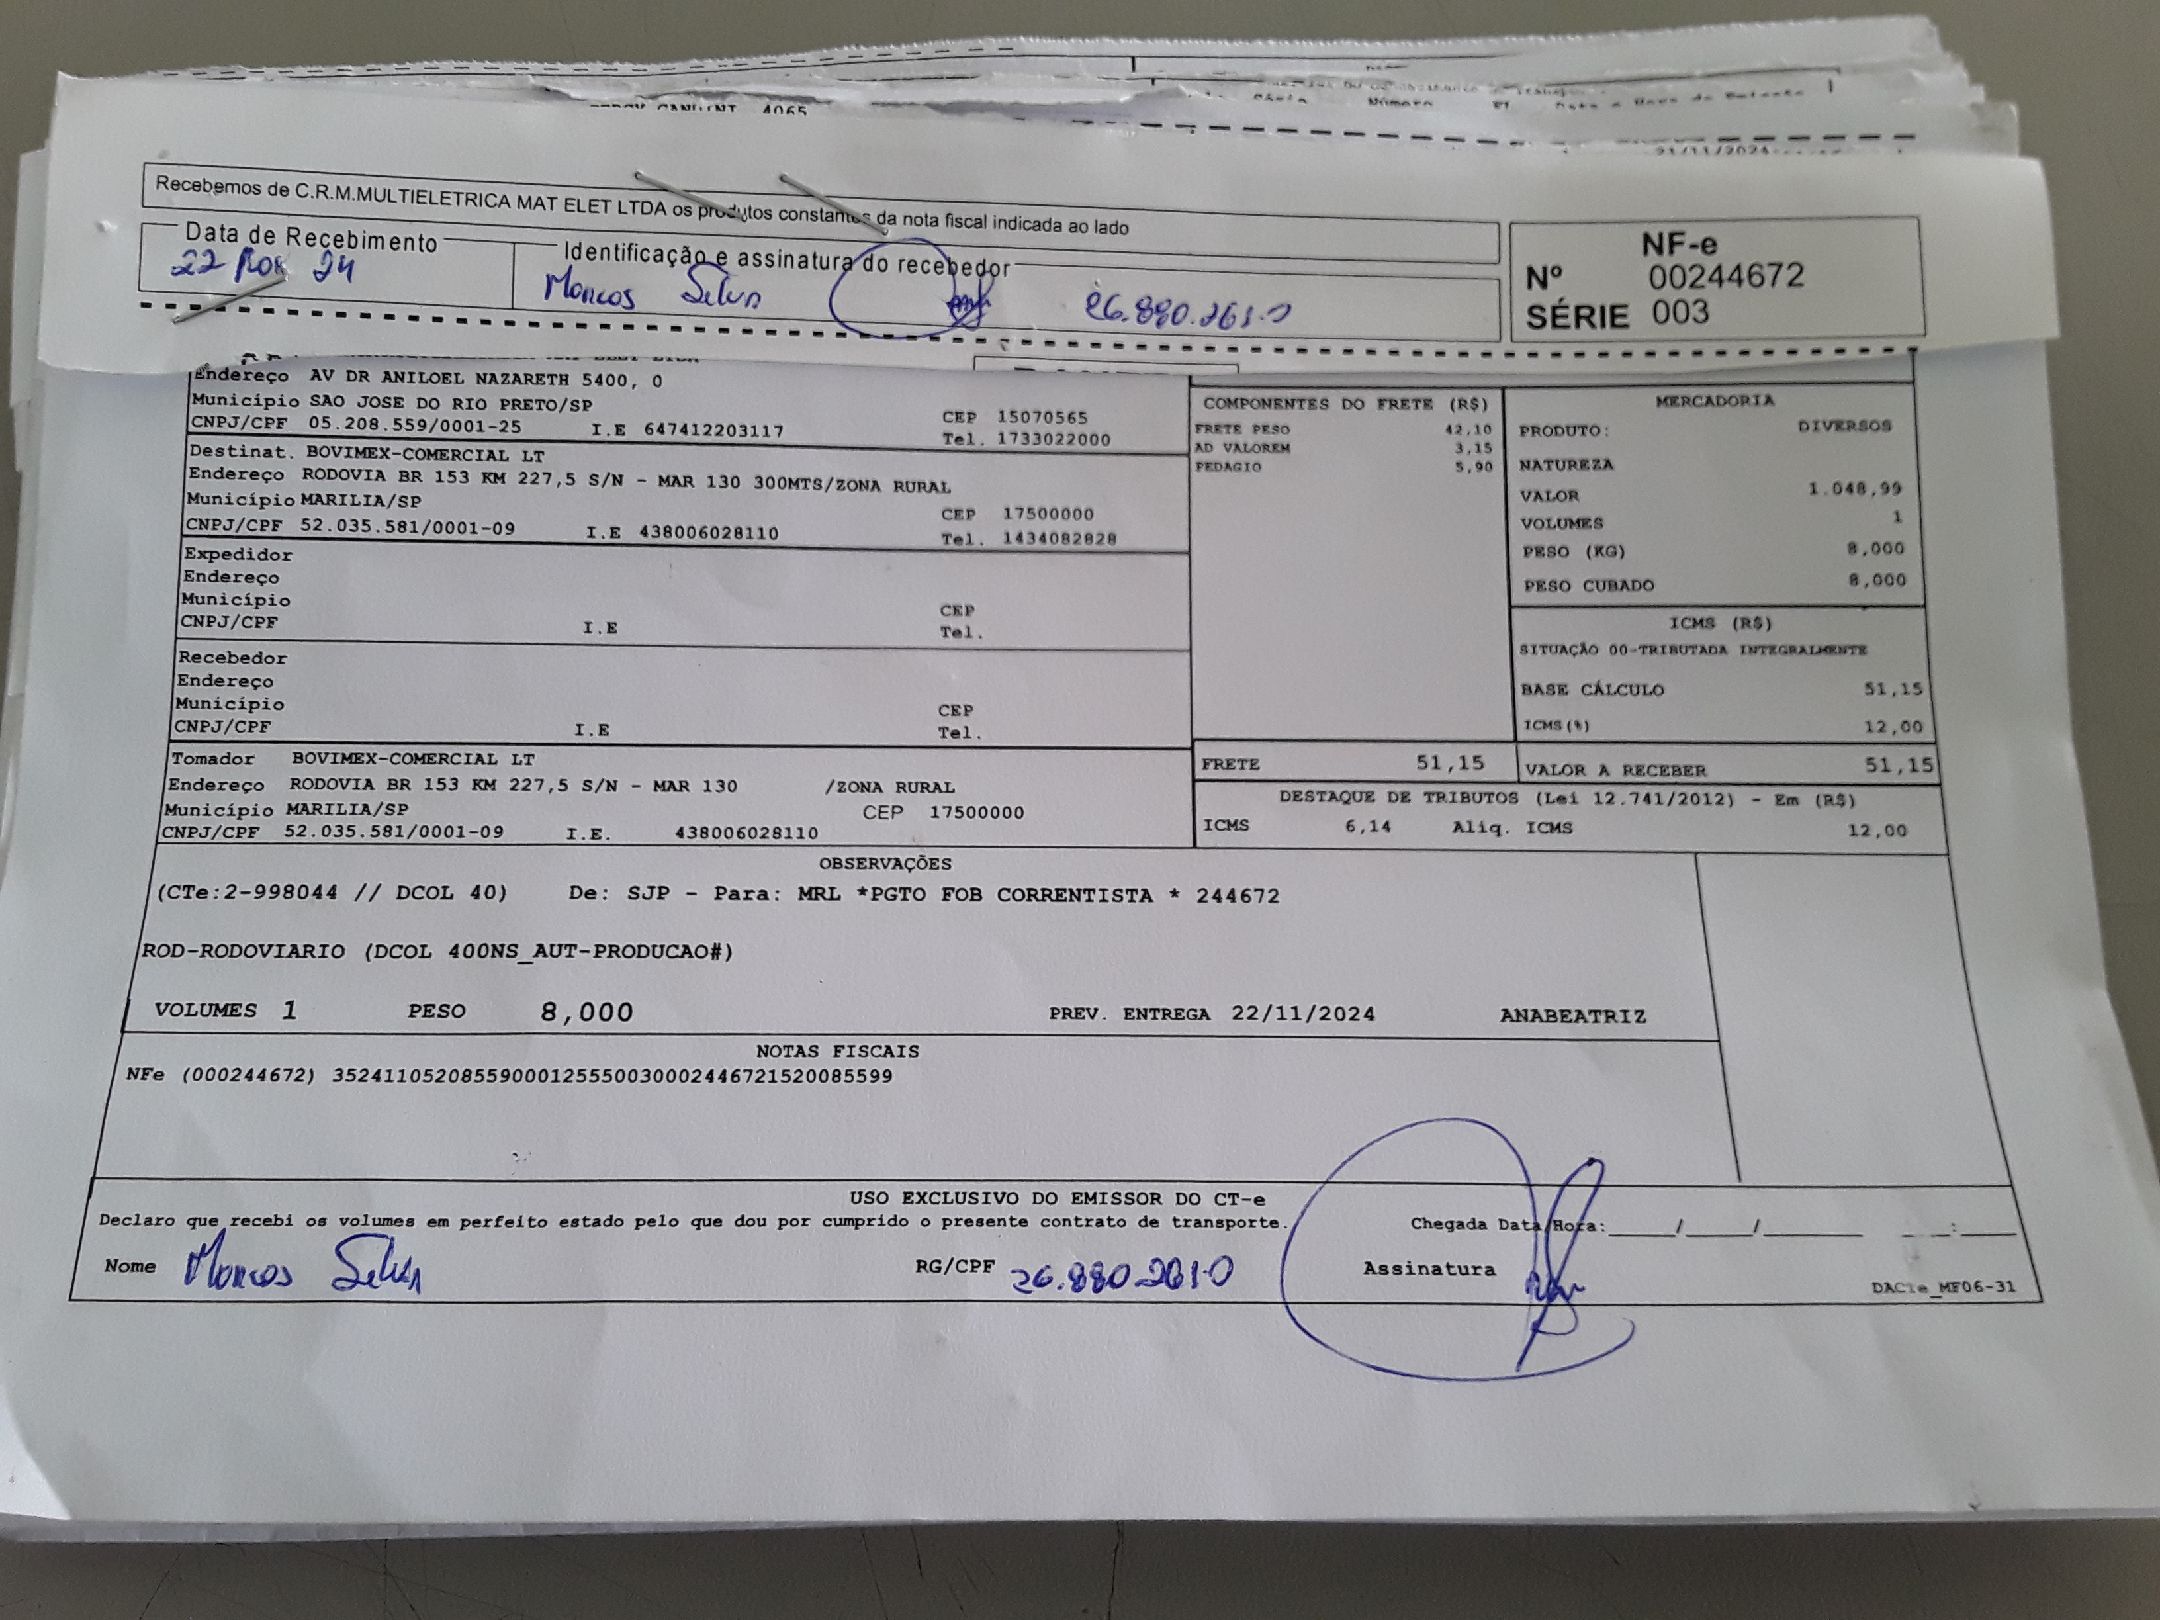 4065
21/11/2024
Recebemos de C.R.M.MULTIELETRICA MAT ELET LTDA os produtos constantes da nota fiscal indicada ao lado
Data de Recebimento
22 Nov 24
Identificação e assinatura do recebedor
Marcos Silva 26.880.261-0
NF-e
Nº 00244672
SÉRIE 003
Endereço AV DR ANILOEL NAZARETH 5400, 0
Município SAO JOSE DO RIO PRETO/SP CEP 15070565
CNPJ/CPF 05.208.559/0001-25 I.E 647412203117 Tel. 1733022000
Destinat. BOVIMEX-COMERCIAL LT
Endereço RODOVIA BR 153 KM 227,5 S/N - MAR 130 300MTS/ZONA RURAL
Município MARILIA/SP CEP 17500000
CNPJ/CPF 52.035.581/0001-09 I.E 438006028110 Tel. 1434082828
Expedidor
Endereço
Município CEP
CNPJ/CPF I.E Tel.
Recebedor
Endereço
Município CEP
CNPJ/CPF I.E Tel.
Tomador BOVIMEX-COMERCIAL LT
Endereço RODOVIA BR 153 KM 227,5 S/N - MAR 130 /ZONA RURAL
Município MARILIA/SP CEP 17500000
CNPJ/CPF 52.035.581/0001-09 I.E. 438006028110
COMPONENTES DO FRETE (R$)
FRETE PESO 42,10
AD VALOREM 3,15
PEDAGIO 5,90
FRETE 51,15
MERCADORIA
PRODUTO: DIVERSOS
NATUREZA
VALOR 1.048,99
VOLUMES 1
PESO (KG) 8,000
PESO CUBADO 8,000
ICMS (R$)
SITUAÇÃO 00-TRIBUTADA INTEGRALMENTE
BASE CÁLCULO 51,15
ICMS(%) 12,00
VALOR A RECEBER 51,15
DESTAQUE DE TRIBUTOS (Lei 12.741/2012) - Em (R$)
ICMS 6,14 Aliq. ICMS 12,00
OBSERVAÇÕES
(CTe:2-998044 // DCOL 40) De: SJP - Para: MRL *PGTO FOB CORRENTISTA * 244672
ROD-RODOVIARIO (DCOL 400NS_AUT-PRODUCAO#)
VOLUMES 1 PESO 8,000 PREV. ENTREGA 22/11/2024 ANABEATRIZ
NOTAS FISCAIS
NFe (000244672) 35241105208559000125550030002446721520085599
USO EXCLUSIVO DO EMISSOR DO CT-e
Declaro que recebi os volumes em perfeito estado pelo que dou por cumprido o presente contrato de transporte. Chegada Data/Hora:_____/_____/_______ ____:____
Nome Marcos Silva RG/CPF 26.880.261-0 Assinatura
DACTe_MF06-31